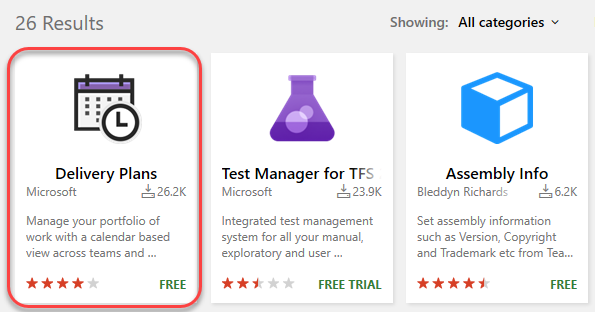 26 Results
Showing: All categories
Delivery Plans
Microsoft 26.2K
Manage your portfolio of
work with a calendar based
view across teams and ...
FREE
Test Manager for TFS
Microsoft 23.9K
Integrated test management
system for all your manual,
exploratory and user ...
FREE TRIAL
Assembly Info
Bleddyn Richards 6.2K
Set assembly information
such as Version, Copyright
and Trademark etc from Tea...
FREE